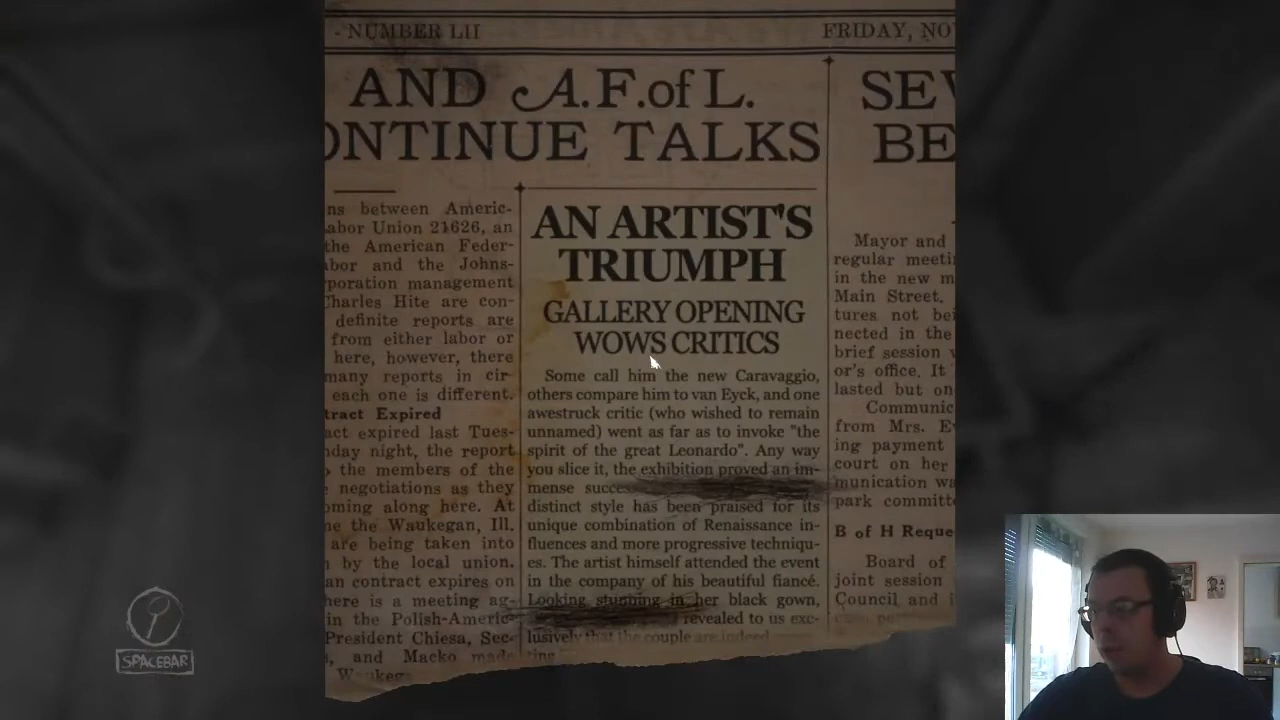 -NUMBER LII
FRIDAY, NO
AND A.F.of L.
ONTINUE TALKS
SEV
BE
ns between Americ-
abor Union 21626, an
the American Feder-
bor and the Johns-
poration management
Charles Hite are con-
definite reports are
from either labor or
here, however, there
many reports in cir-
each one is different.
tract Expired
act expired last Tues-
day night, the report
the members of the
negotiations as they
oming along here. At
e the Waukegan, Ill.
are being taken into
by the local union.
an contract expires on
here is a meeting ag-
in the Polish-Americ-
President Chiesa, Sec-
, and Macko made
Waukeg
AN ARTIST'S
TRIUMPH
GALLERY OPENING
WOWS CRITICS
Some call him the new Caravaggio,
others compare him to van Eyck, and one
awestruck critic (who wished to remain
unnamed) went as far as to invoke "the
spirit of the great Leonardo". Any way
you slice it, the exhibition proved an im-
mense succes
distinct style has been praised for its
unique combination of Renaissance in-
fluences and more progressive techniqu-
es. The artist himself attended the event
in the company of his beautiful fiancé.
Looking stunning in her black gown,
revealed to us exc-
lusively that the couple are indeed
ting
Mayor and
regular meeti
in the new m
Main Street.
tures not bei
nected in the
brief session
or's office. It
lasted but on
Communic
from Mrs. Ev
ing payment
court on her
munication wa
park committe
B of H Reque
Board of
joint session
Council and i
SPACEBAR